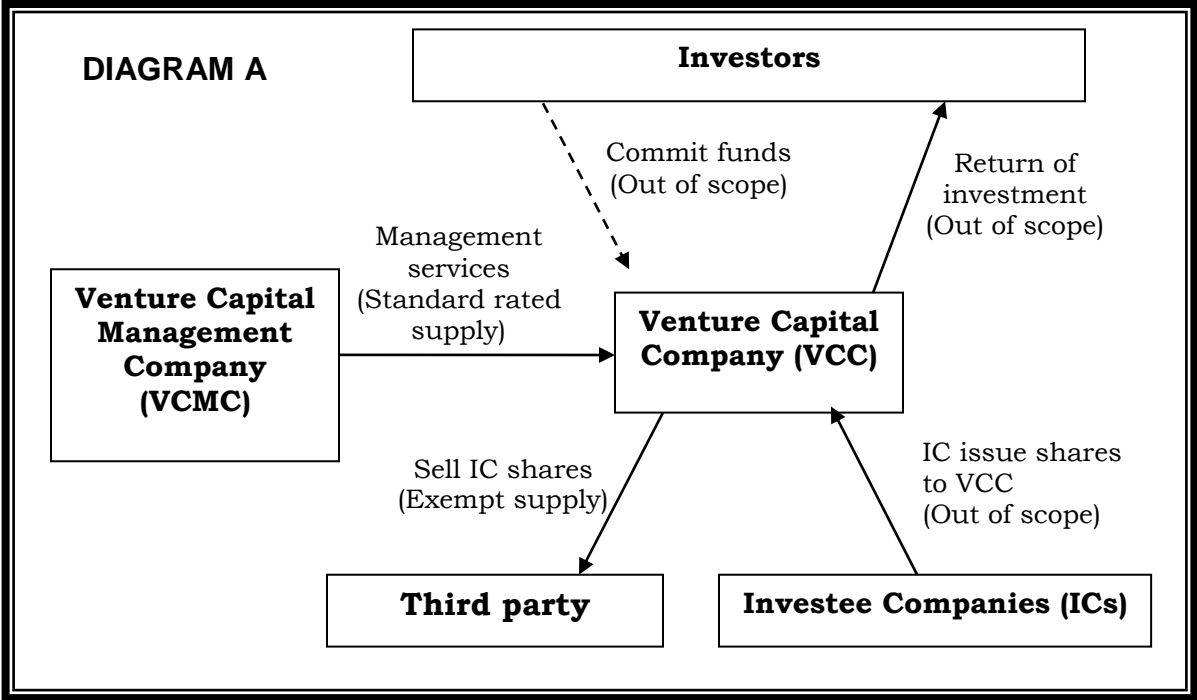 DIAGRAM A
Investors
Commit funds
(Out of scope)
Return of
investment
(Out of scope)
Management
services
(Standard rated
supply)
Venture Capital
Management
Company
(VCMC)
Venture Capital
Company (VCC)
Sell IC shares
(Exempt supply)
IC issue shares
to VCC
(Out of scope)
Third party
Investee Companies (ICs)